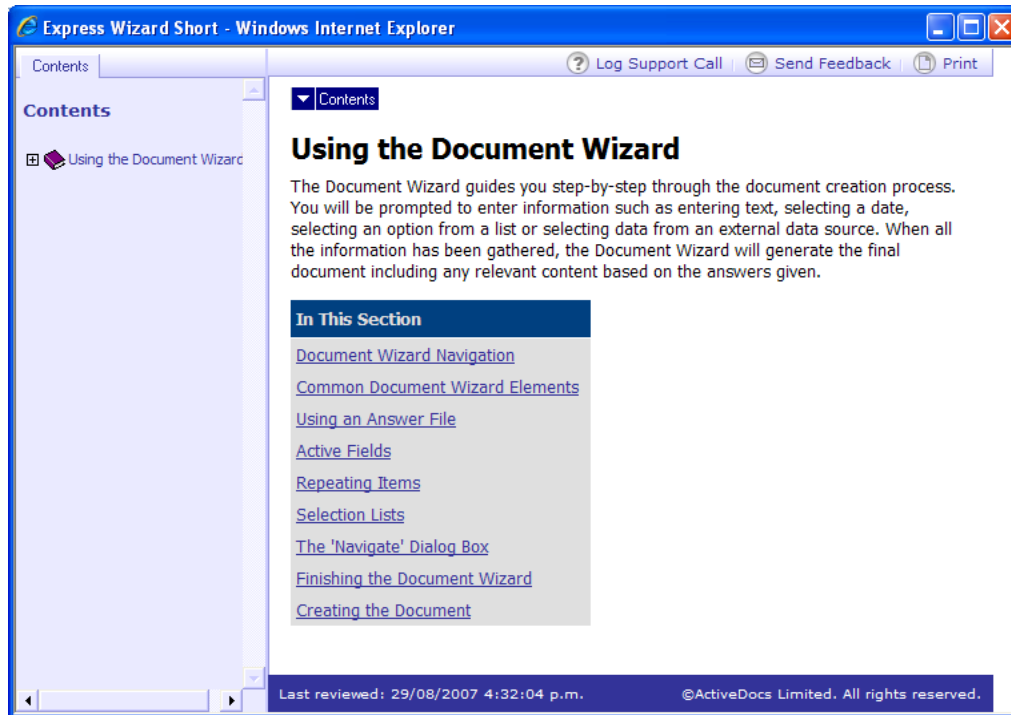 Express Wizard Short - Windows Internet Explorer
Contents
Log Support Call
Send Feedback
Print
Contents
Using the Document Wizard
Contents
Using the Document Wizard
The Document Wizard guides you step-by-step through the document creation process.
You will be prompted to enter information such as entering text, selecting a date,
selecting an option from a list or selecting data from an external data source. When all
the information has been gathered, the Document Wizard will generate the final
document including any relevant content based on the answers given.
In This Section
Document Wizard Navigation
Common Document Wizard Elements
Using an Answer File
Active Fields
Repeating Items
Selection Lists
The 'Navigate' Dialog Box
Finishing the Document Wizard
Creating the Document
Last reviewed: 29/08/2007 4:32:04 p.m.
©ActiveDocs Limited. All rights reserved.